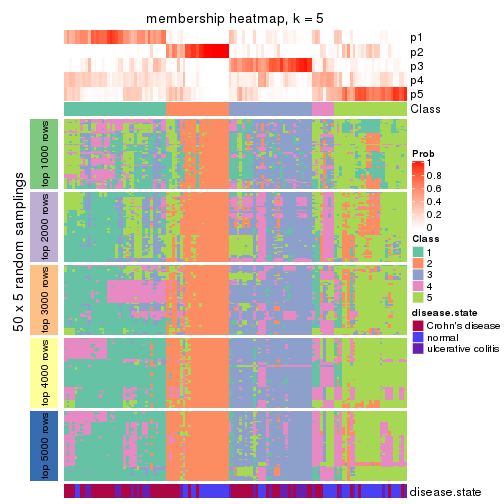 membership heatmap, k = 5
p1
p2
p3
p4
p5
Class
50 x 5 random samplings
top 1000 rows
top 2000 rows
top 3000 rows
top 4000 rows
top 5000 rows
Prob
1
0.8
0.6
0.4
0.2
0
Class
1
2
3
4
5
disease.state
Crohn's disease
normal
ulcerative colitis
disease.state